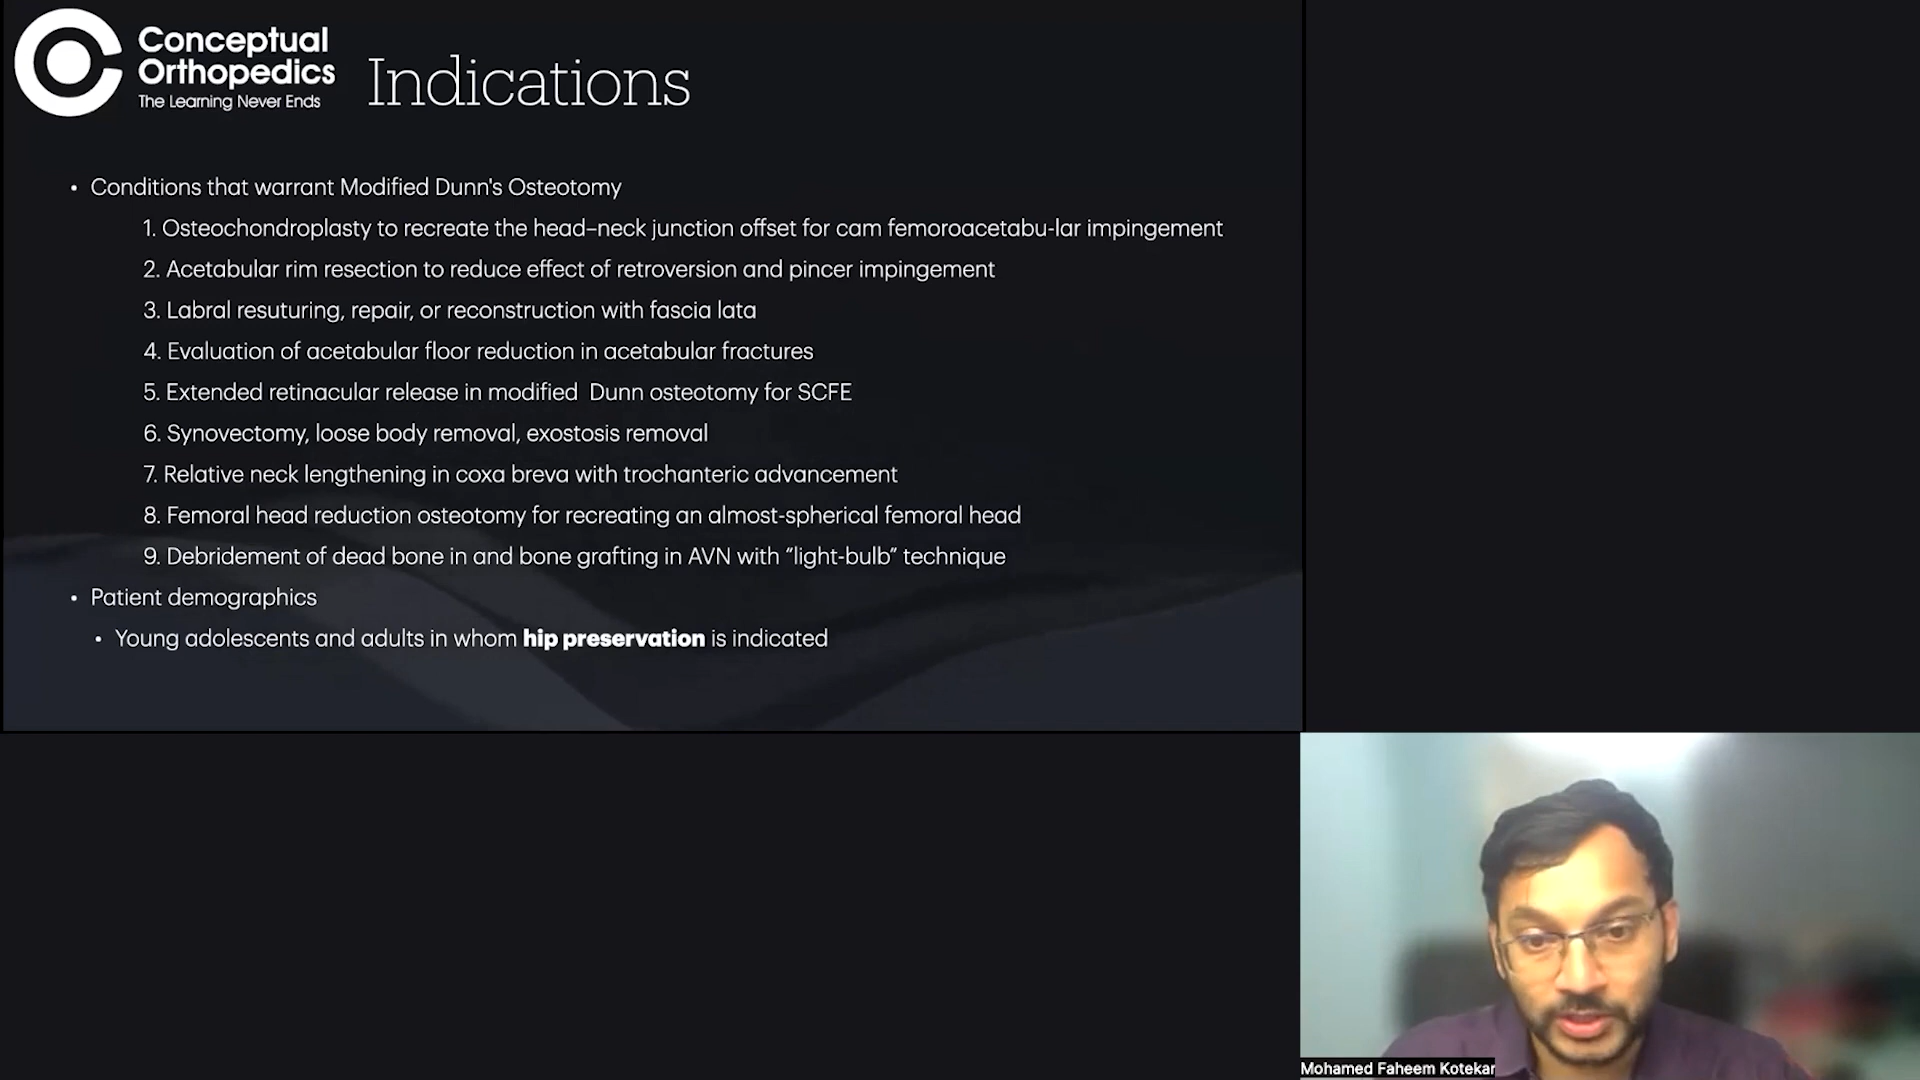 Conceptual
Orthopedics
The Learning Never Ends
Indications
• Conditions that warrant Modified Dunn's Osteotomy
1. Osteochondroplasty to recreate the head–neck junction offset for cam femoroacetabu-lar impingement
2. Acetabular rim resection to reduce effect of retroversion and pincer impingement
3. Labral resuturing, repair, or reconstruction with fascia lata
4. Evaluation of acetabular floor reduction in acetabular fractures
5. Extended retinacular release in modified  Dunn osteotomy for SCFE
6. Synovectomy, loose body removal, exostosis removal
7. Relative neck lengthening in coxa breva with trochanteric advancement
8. Femoral head reduction osteotomy for recreating an almost-spherical femoral head
9. Debridement of dead bone in and bone grafting in AVN with “light-bulb” technique
• Patient demographics
• Young adolescents and adults in whom hip preservation is indicated
Mohamed Faheem Kotekar